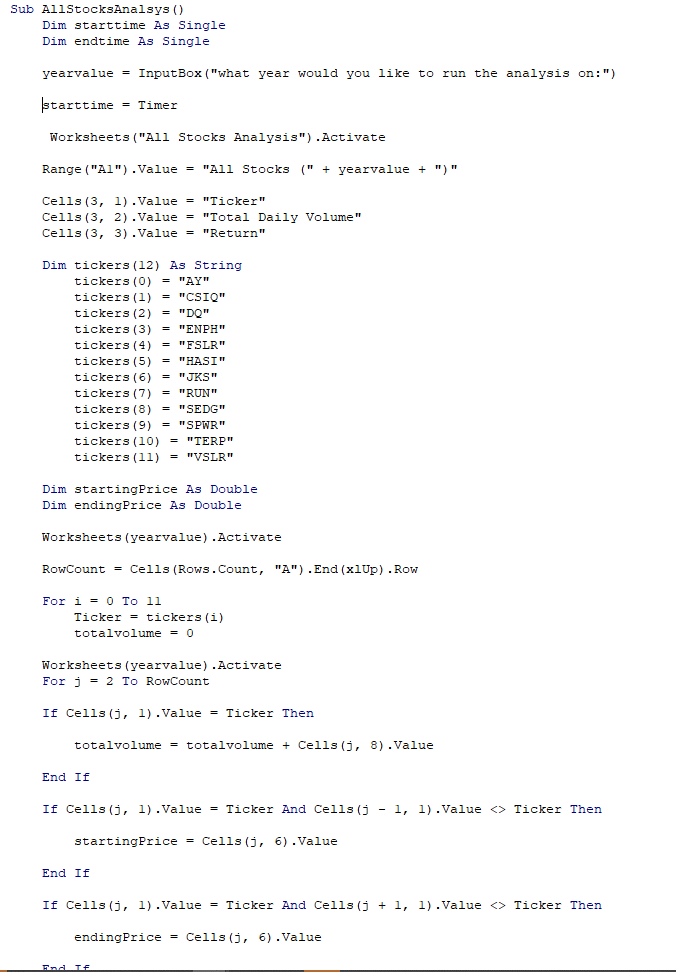 Sub AllStocksAnalsys()
Dim starttime As Single
Dim endtime As Single
yearvalue = InputBox("what year would you like to run the analysis on:")
starttime = Timer
Worksheets("All Stocks Analysis").Activate
Range("A1").Value = "All Stocks (" + yearvalue + ")"
Cells(3, 1).Value = "Ticker"
Cells(3, 2).Value = "Total Daily Volume"
Cells(3, 3).Value = "Return"
Dim tickers(12) As String
tickers(0) = "AY"
tickers(1) = "CSIQ"
tickers(2) = "DQ"
tickers(3) = "ENPH"
tickers(4) = "FSLR"
tickers(5) = "HASI"
tickers(6) = "JKS"
tickers(7) = "RUN"
tickers(8) = "SEDG"
tickers(9) = "SPWR"
tickers(10) = "TERP"
tickers(11) = "VSLR"
Dim startingPrice As Double
Dim endingPrice As Double
Worksheets(yearvalue).Activate
RowCount = Cells(Rows.Count, "A").End(xlUp).Row
For i = 0 To 11
Ticker = tickers(i)
totalvolume = 0
Worksheets(yearvalue).Activate
For j = 2 To RowCount
If Cells(j, 1).Value = Ticker Then
totalvolume = totalvolume + Cells(j, 8).Value
End If
If Cells(j, 1).Value = Ticker And Cells(j - 1, 1).Value <> Ticker Then
startingPrice = Cells(j, 6).Value
End If
If Cells(j, 1).Value = Ticker And Cells(j + 1, 1).Value <> Ticker Then
endingPrice = Cells(j, 6).Value
End If